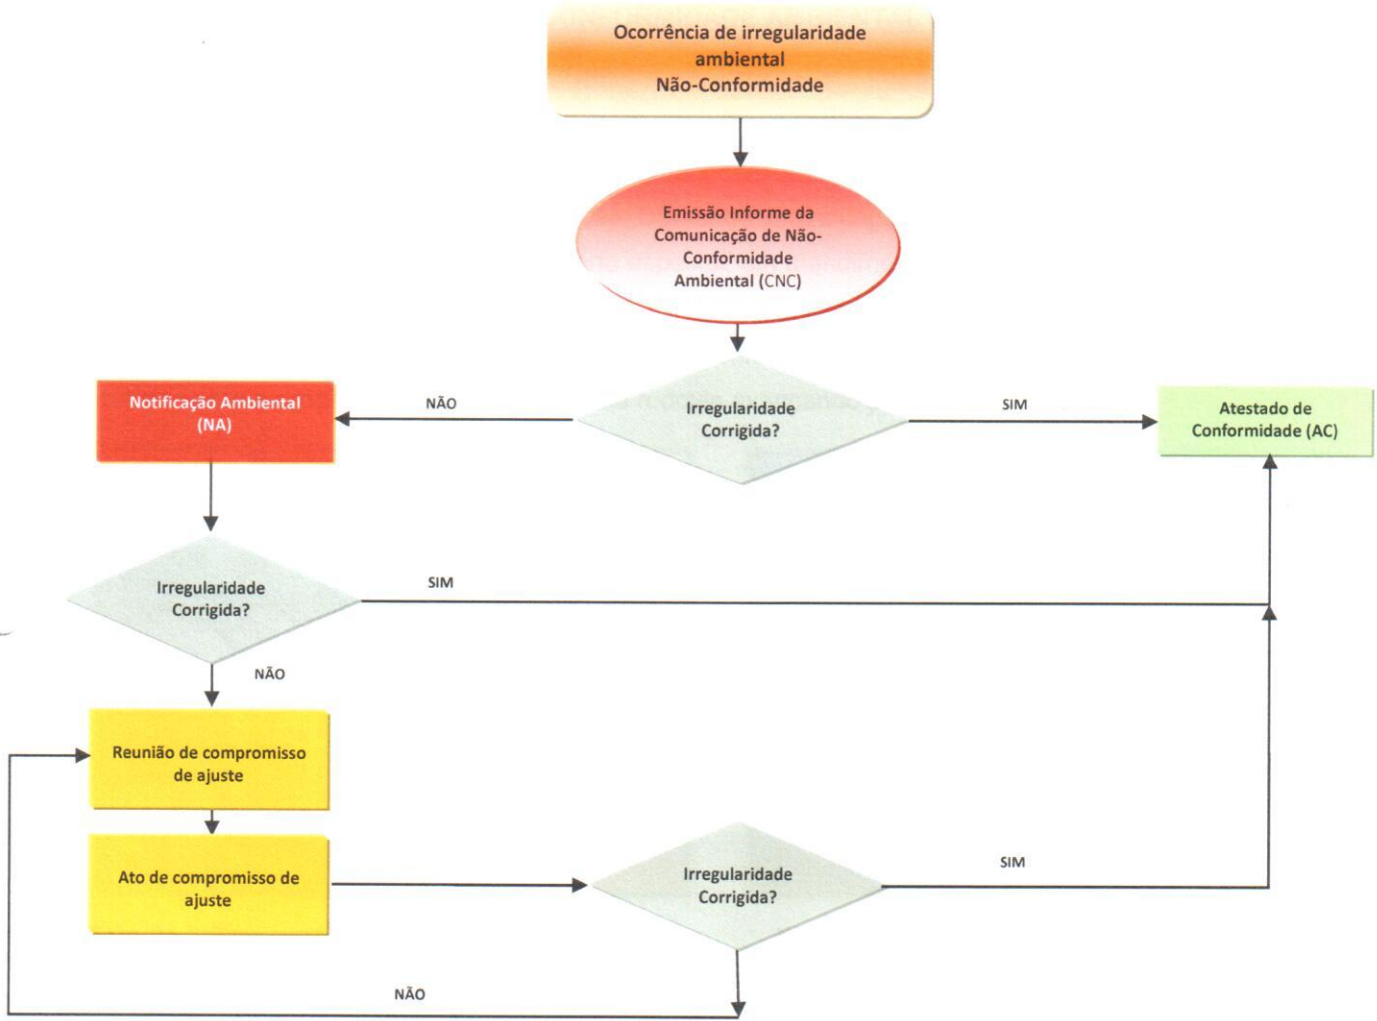 Ocorrência de irregularidade
ambiental
Não-Conformidade
Emissão Informe da
Comunicação de Não-
Conformidade
Ambiental (CNC)
Notificação Ambiental
(NA)
NÃO
Irregularidade
Corrigida?
SIM
Atestado de
Conformidade (AC)
Irregularidade
Corrigida?
SIM
NÃO
Reunião de compromisso
de ajuste
Ato de compromisso de
ajuste
Irregularidade
Corrigida?
SIM
NÃO